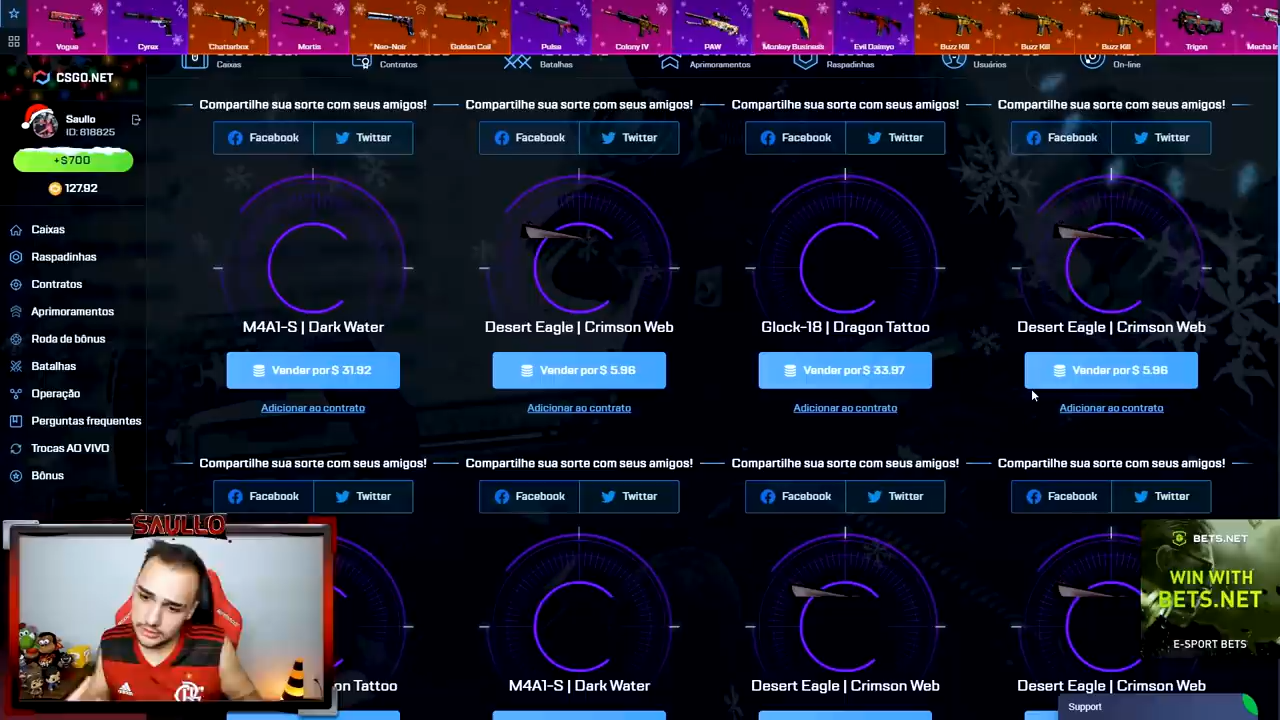 Vogue
Cyrex
Chatterbox
Mortis
Neo-Noir
Golden Coil
Pulse
Colony IV
PAW
Monkey Business
Evil Daimyo
Buzz Kill
Buzz Kill
Buzz Kill
Trigon
Mecha In
CSGO.NET
Caixas
Contratos
Batalhas
Aprimoramentos
Raspadinhas
Usuários
On-line
Saullo
ID: 818825
+$700
127.92
Caixas
Raspadinhas
Contratos
Aprimoramentos
Roda de bônus
Batalhas
Operação
Perguntas frequentes
Trocas AO VIVO
Bônus
Compartilhe sua sorte com seus amigos!
Facebook
Twitter
M4A1-S | Dark Water
Vender por $ 31.92
Adicionar ao contrato
Compartilhe sua sorte com seus amigos!
Facebook
Twitter
Desert Eagle | Crimson Web
Vender por $ 5.96
Adicionar ao contrato
Compartilhe sua sorte com seus amigos!
Facebook
Twitter
Glock-18 | Dragon Tattoo
Vender por $ 33.97
Adicionar ao contrato
Compartilhe sua sorte com seus amigos!
Facebook
Twitter
Desert Eagle | Crimson Web
Vender por $ 5.96
Adicionar ao contrato
Compartilhe sua sorte com seus amigos!
Facebook
Twitter
on Tattoo
Compartilhe sua sorte com seus amigos!
Facebook
Twitter
M4A1-S | Dark Water
Compartilhe sua sorte com seus amigos!
Facebook
Twitter
Desert Eagle | Crimson Web
Compartilhe sua sorte com seus amigos!
Facebook
Twitter
Desert Eagle | Crimson Web
SAULLO
BETS.NET
WIN WITH
BETS.NET
E-SPORT BETS
Support